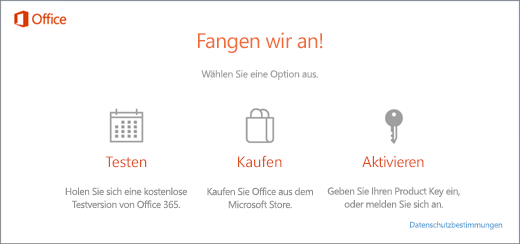 Office
Fangen wir an!
Wählen Sie eine Option aus.
Testen
Holen Sie sich eine kostenlose
Testversion von Office 365.
Kaufen
Kaufen Sie Office aus dem
Microsoft Store.
Aktivieren
Geben Sie Ihren Product Key ein,
oder melden Sie sich an.
Datenschutzbestimmungen